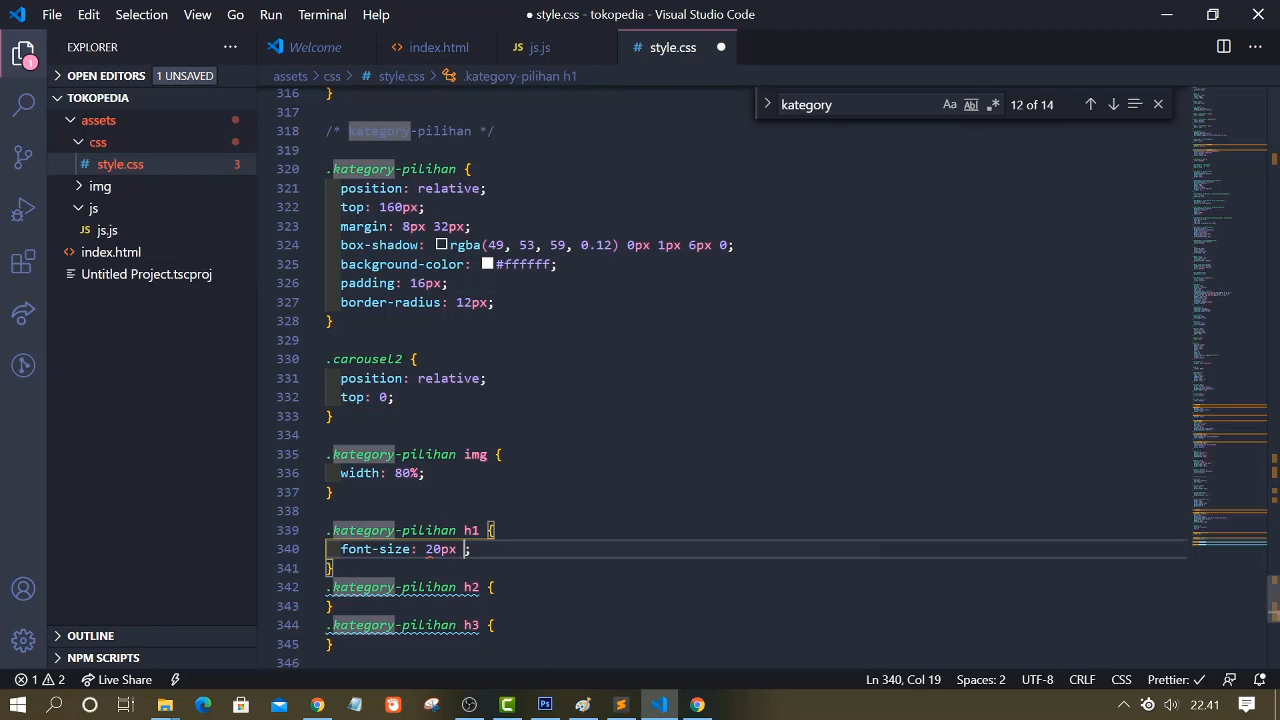 File Edit Selection View Go Run Terminal Help
● style.css - tokopedia - Visual Studio Code
EXPLORER
Welcome
index.html
JS js.js
# style.css
OPEN EDITORS 1 UNSAVED
assets > css > # style.css > .kategory-pilihan h1
TOKOPEDIA
assets
css
# style.css 3
img
js
JS js.js
index.html
Untitled Project.tscproj
kategory
Aa ab 12 of 14
316 }
317
318 /* kategory-pilihan */
319
320 .kategory-pilihan {
321 position: relative;
322 top: 160px;
323 margin: 8px 32px;
324 box-shadow: rgba(49, 53, 59, 0.12) 0px 1px 6px 0;
325 background-color: #ffffff;
326 padding: 16px;
327 border-radius: 12px;
328 }
329
330 .carousel2 {
331 position: relative;
332 top: 0;
333 }
334
335 .kategory-pilihan img {
336 width: 80%;
337 }
338
339 .kategory-pilihan h1 {
340 font-size: 20px ;
341 }
342 .kategory-pilihan h2 {
343 }
344 .kategory-pilihan h3 {
345 }
346
1
OUTLINE
NPM SCRIPTS
1 2 Live Share
Ln 340, Col 19 Spaces: 2 UTF-8 CRLF CSS Prettier: ✓
22.41